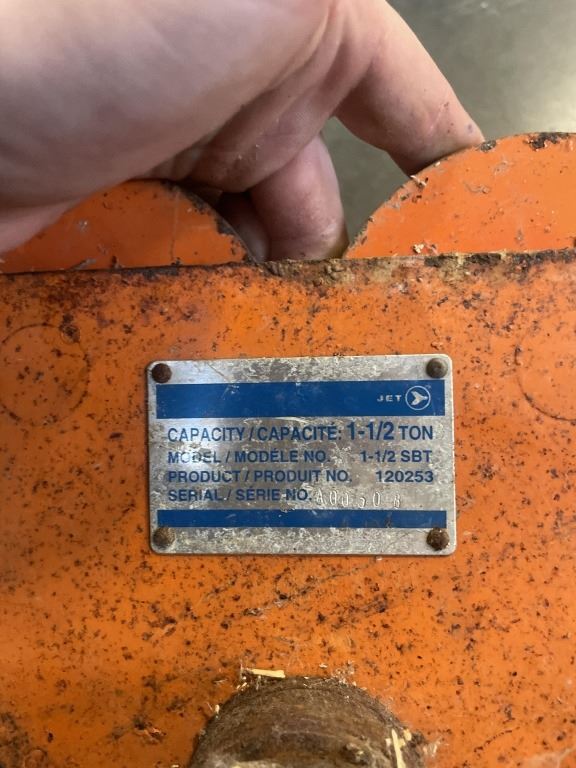 JET
CAPACITY / CAPACITÉ: 1-1/2 TON
MODEL / MODÈLE NO. 1-1/2 SBT
PRODUCT / PRODUIT NO. 120253
SERIAL / SÉRIE NO.